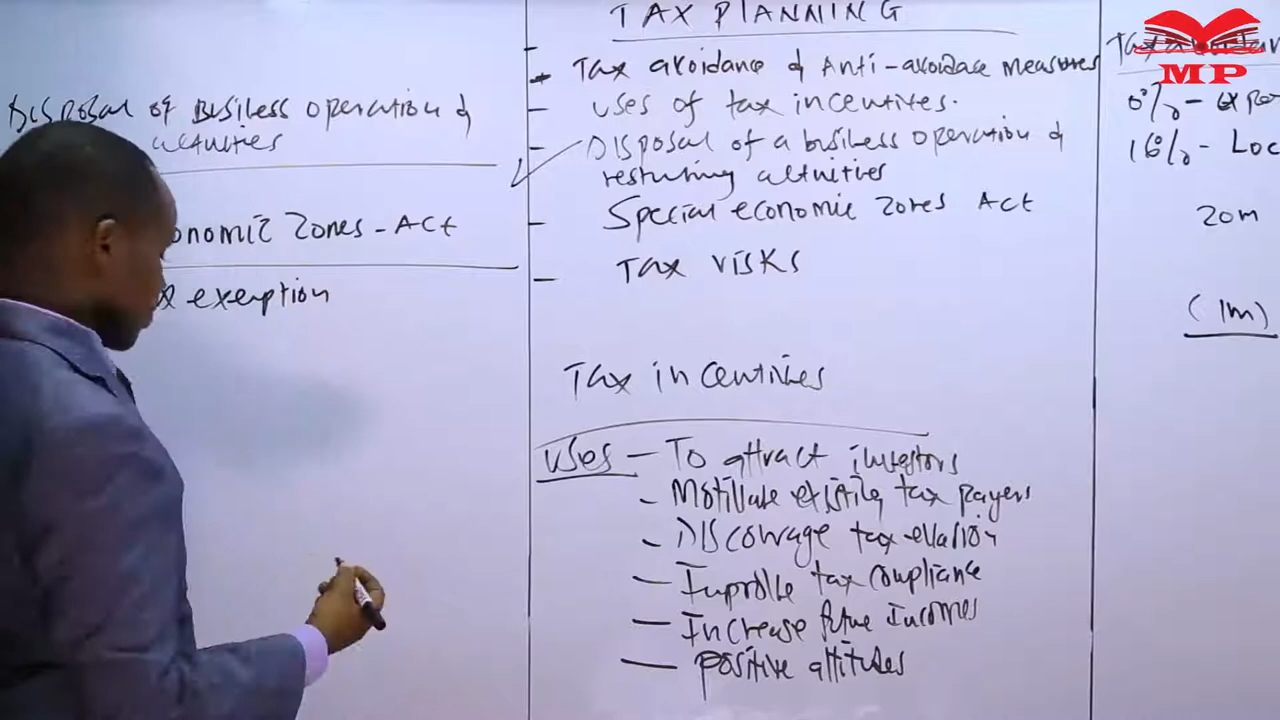 Disposal of Business operation &
activities
onomic Zones - Act
x exemption
TAX PLANNING
- Tax avoidance & Anti-avoidance measures
- Uses of tax incentives.
- Disposal of a business operation &
restruring activities
- Special economic zones Act
- Tax risks
Tax incentives
Uses - To attract investors
- Motivate existing tax payers
- Discourage tax evasion
- Improve tax compliance
- Increase future Incomes
- positive attitudes
MP
0% - expo
16% - Loc
20m
(1m)